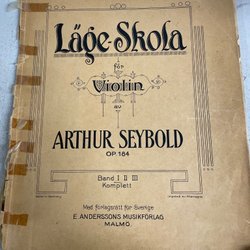 Läge-Skola
för
Violin
av
ARTHUR SEYBOLD
OP. 184
Band I II III
Komplett
Med förlagsrätt för Sverige
E. ANDERSSONS MUSIKFÖRLAG
MALMÖ.